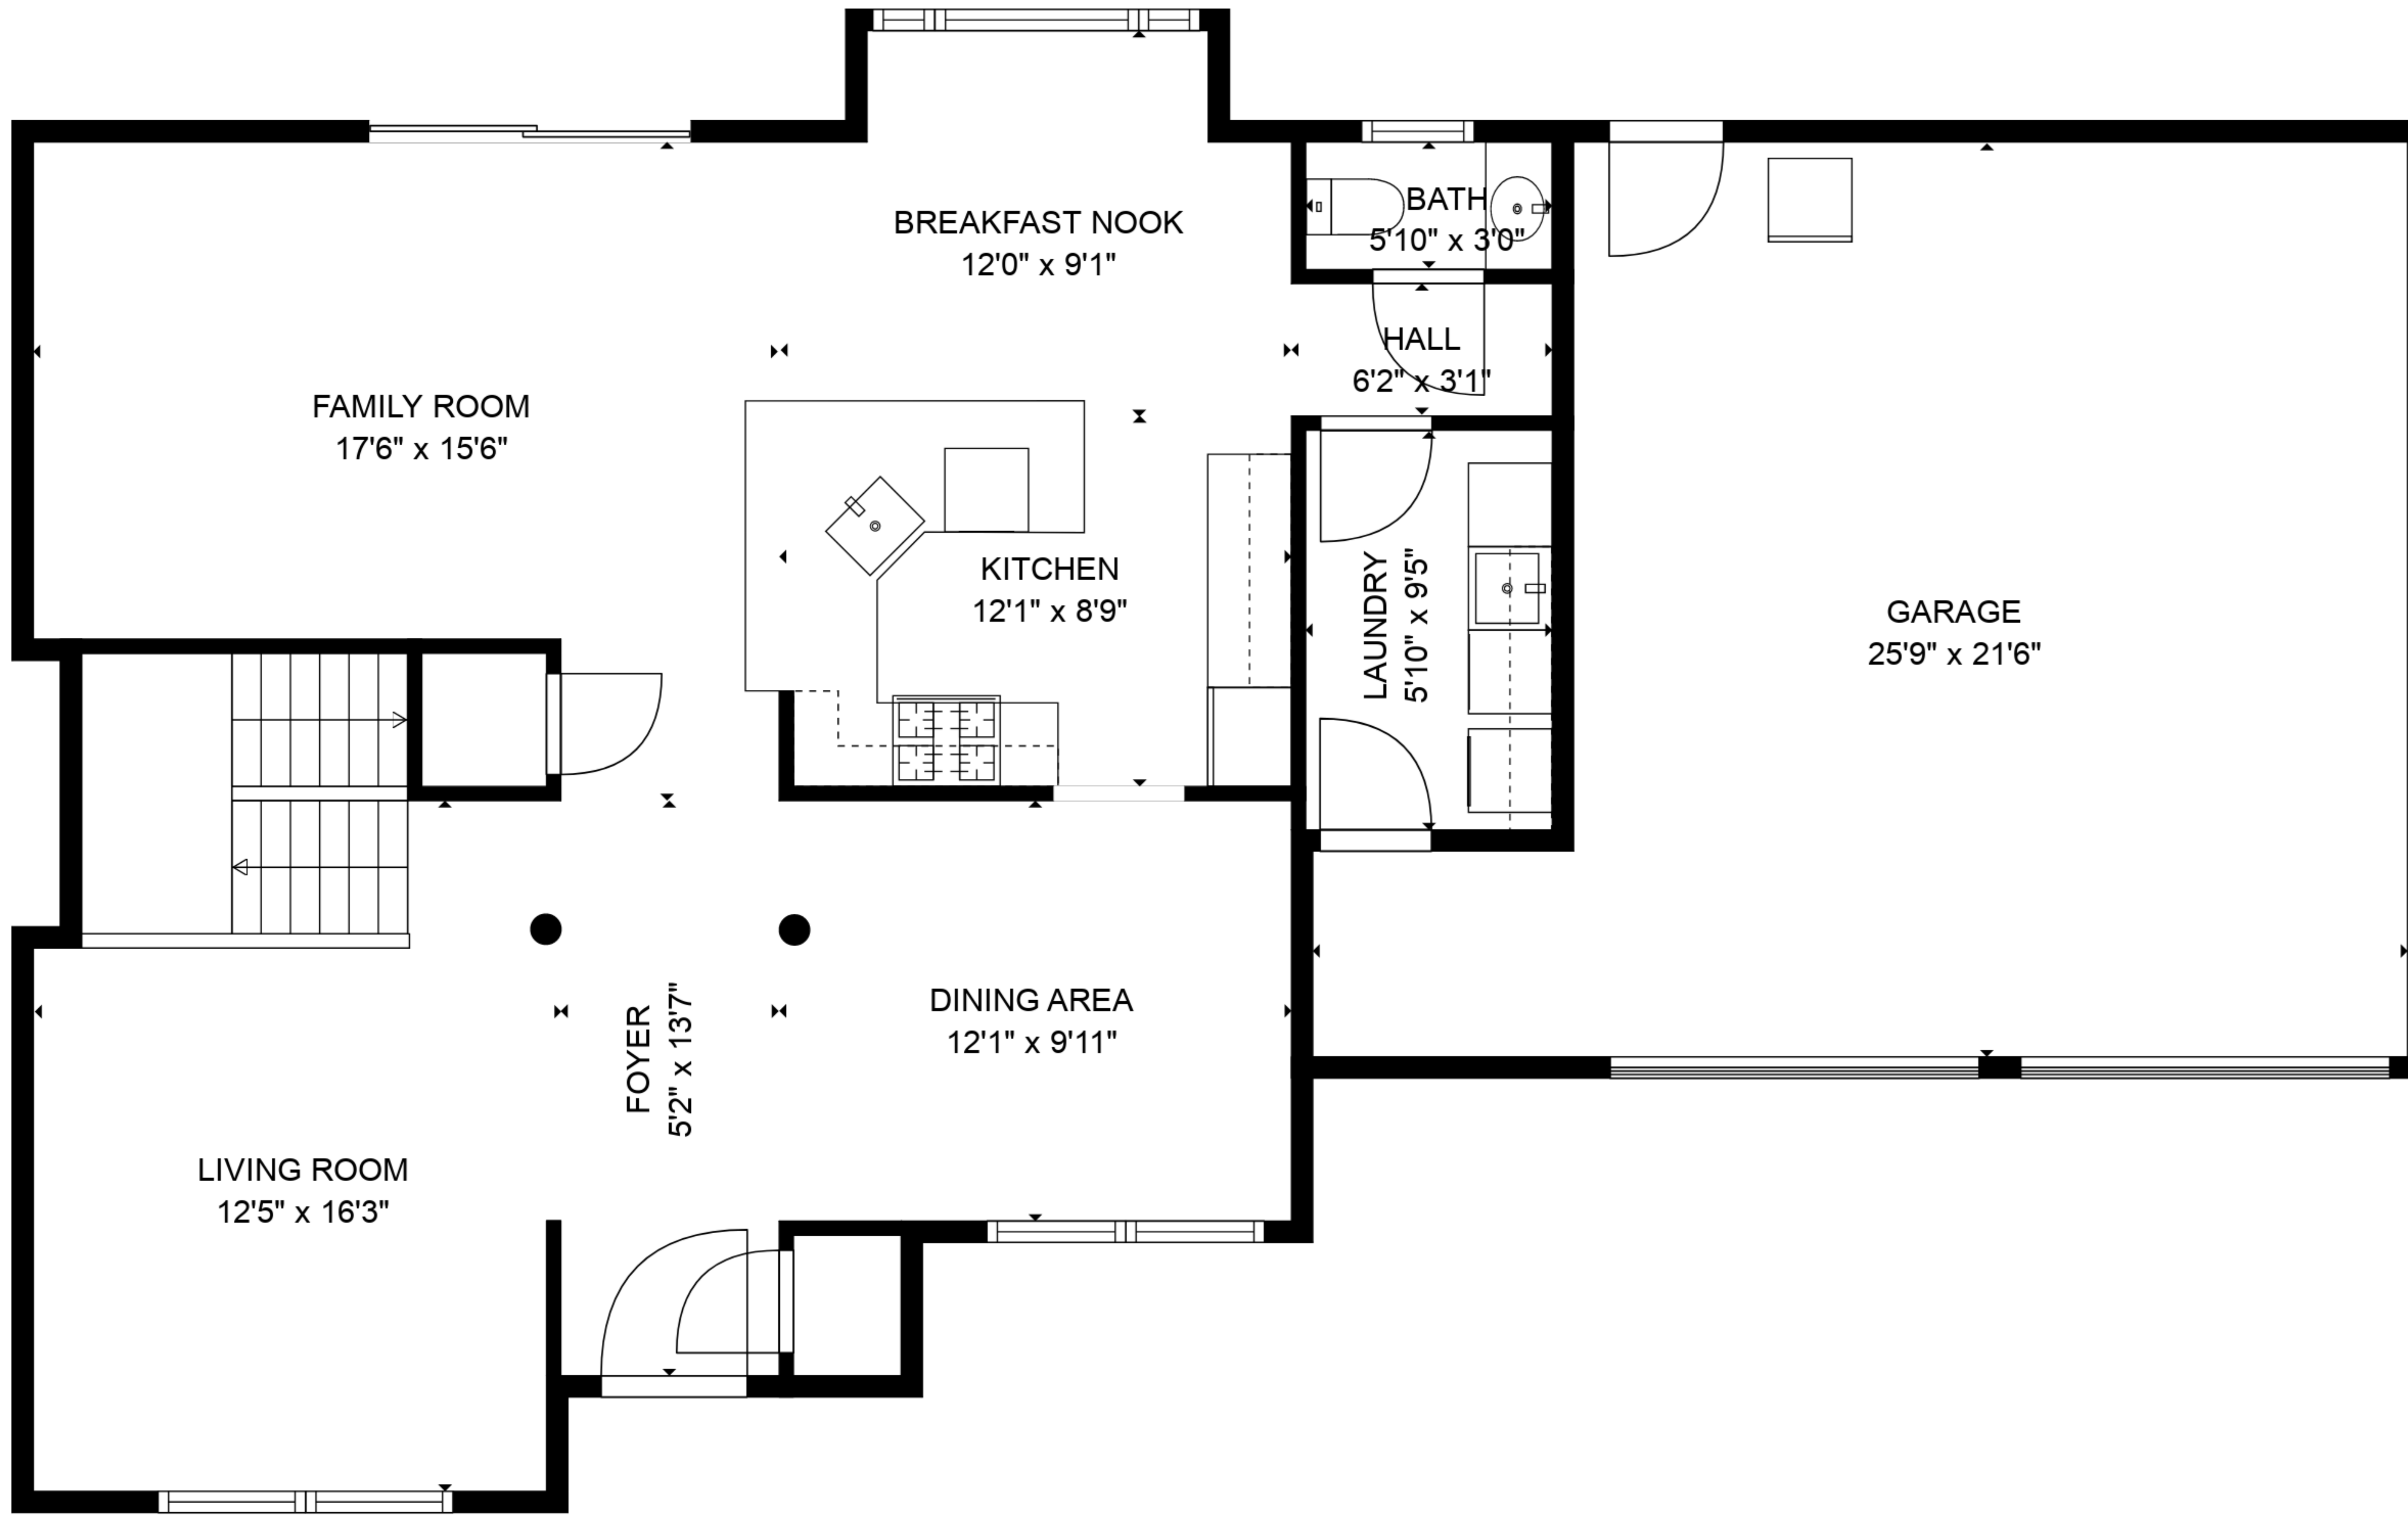 BREAKFAST NOOK
12'0" x 9'1"
BATH
5'10" x 3'0"
HALL
6'2" x 3'1"
FAMILY ROOM
17'6" x 15'6"
KITCHEN
12'1" x 8'9"
LAUNDRY
5'10" x 9'5"
GARAGE
25'9" x 21'6"
FOYER
5'2" x 13'7"
DINING AREA
12'1" x 9'11"
LIVING ROOM
12'5" x 16'3"